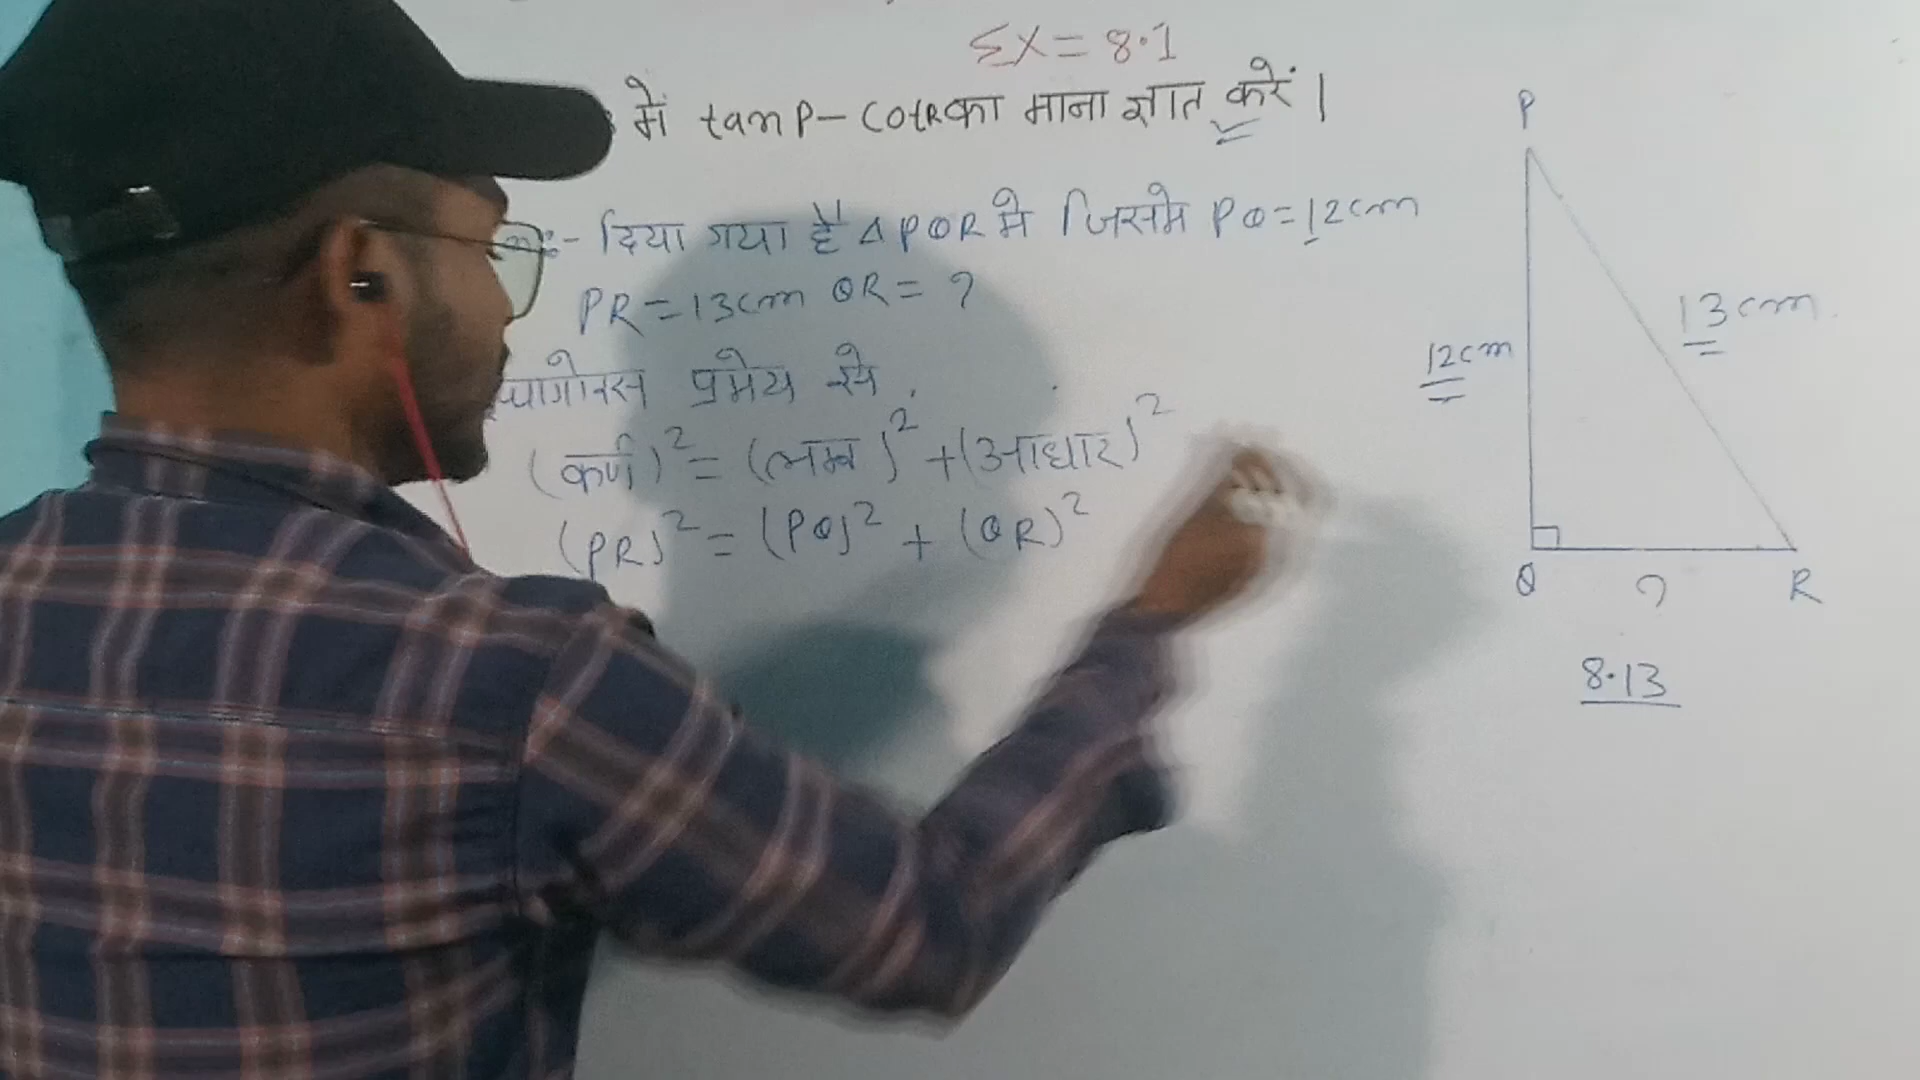 Ex = 8.1
में tan P - Cot R का माना ज्ञात करें ।
:- दिया गया है Δ PQR में जिसमे PQ = 12cm
PR = 13cm QR = ?
प्रमेय से
(कर्ण)² = (लम्ब)² + (आधार)²
(PR)² = (PQ)² + (QR)²
P
13cm
12cm
Q ? R
8.13